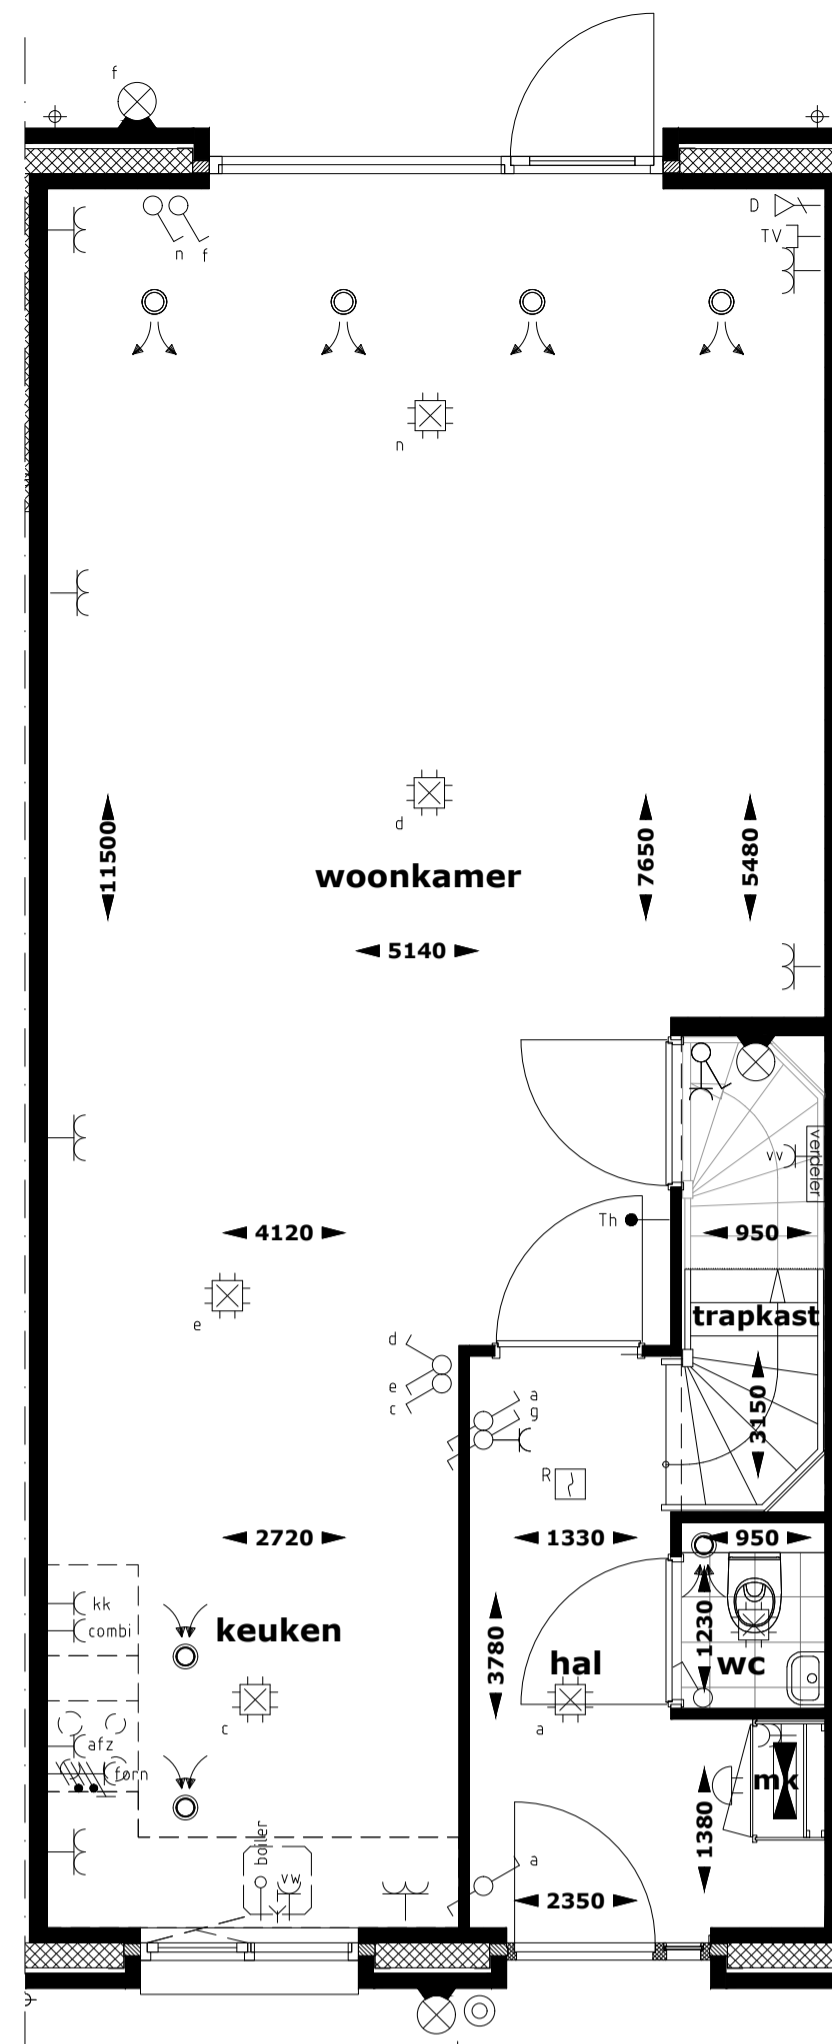 f
n f
D
TV
n
d
11500
7650
5480
woonkamer
5140
verdeler
vv
Th
4120
950
e
trapkast
d
e
c
a
g
3150
R
2720
1330
950
kk
combi
keuken
3780
1230
hal
wc
c
a
afz
forn
mk
1380
boiler
vw
a
2350